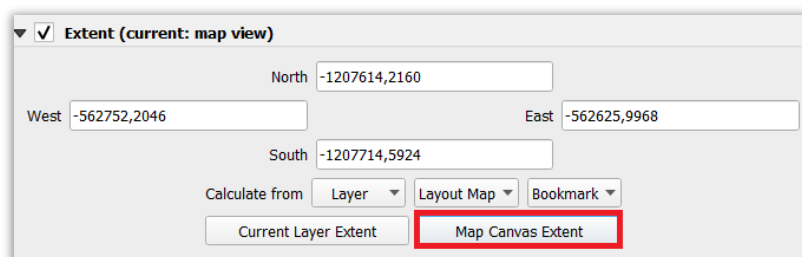 Extent (current: map view)
North -1207614,2160
West -562752,2046 East -562625,9968
South -1207714,5924
Calculate from Layer Layout Map Bookmark
Current Layer Extent Map Canvas Extent